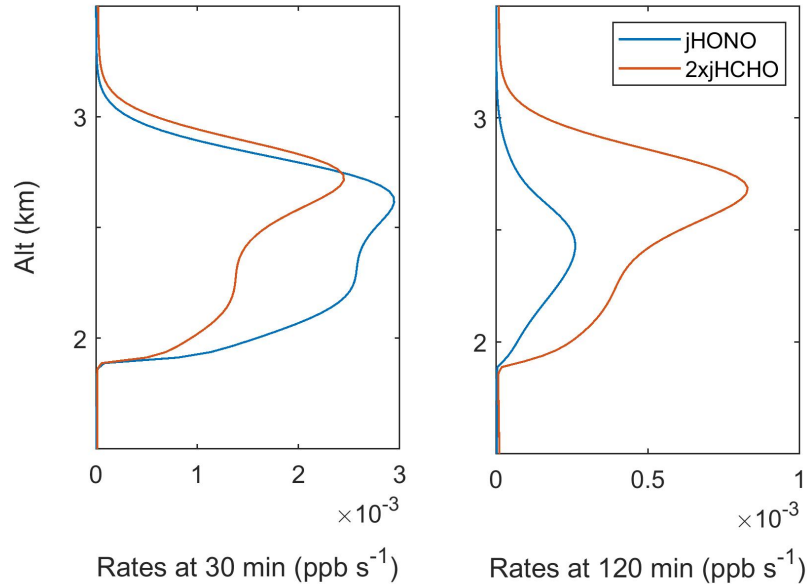 jHONO
2xjHCHO
Alt (km)
3
2
0
1
2
3
×10⁻³
Rates at 30 min (ppb s⁻¹)
3
2
0
0.5
1
×10⁻³
Rates at 120 min (ppb s⁻¹)